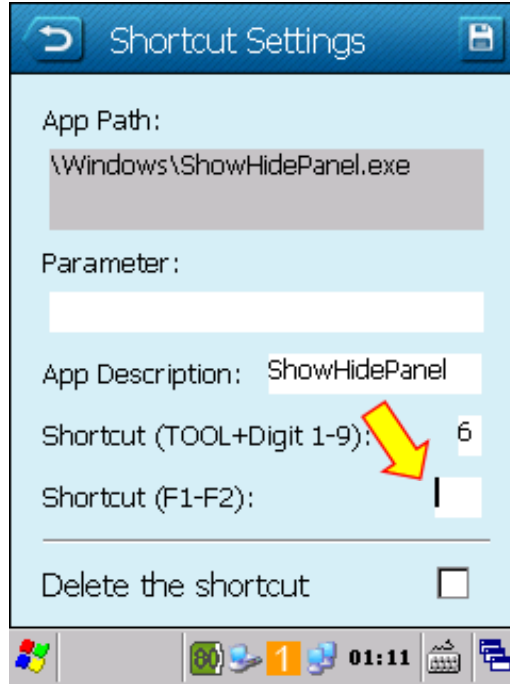 Shortcut Settings
App Path:
\Windows\ShowHidePanel.exe
Parameter:
App Description: ShowHidePanel
Shortcut (TOOL+Digit 1-9): 6
Shortcut (F1-F2):
Delete the shortcut
80 1 01:11